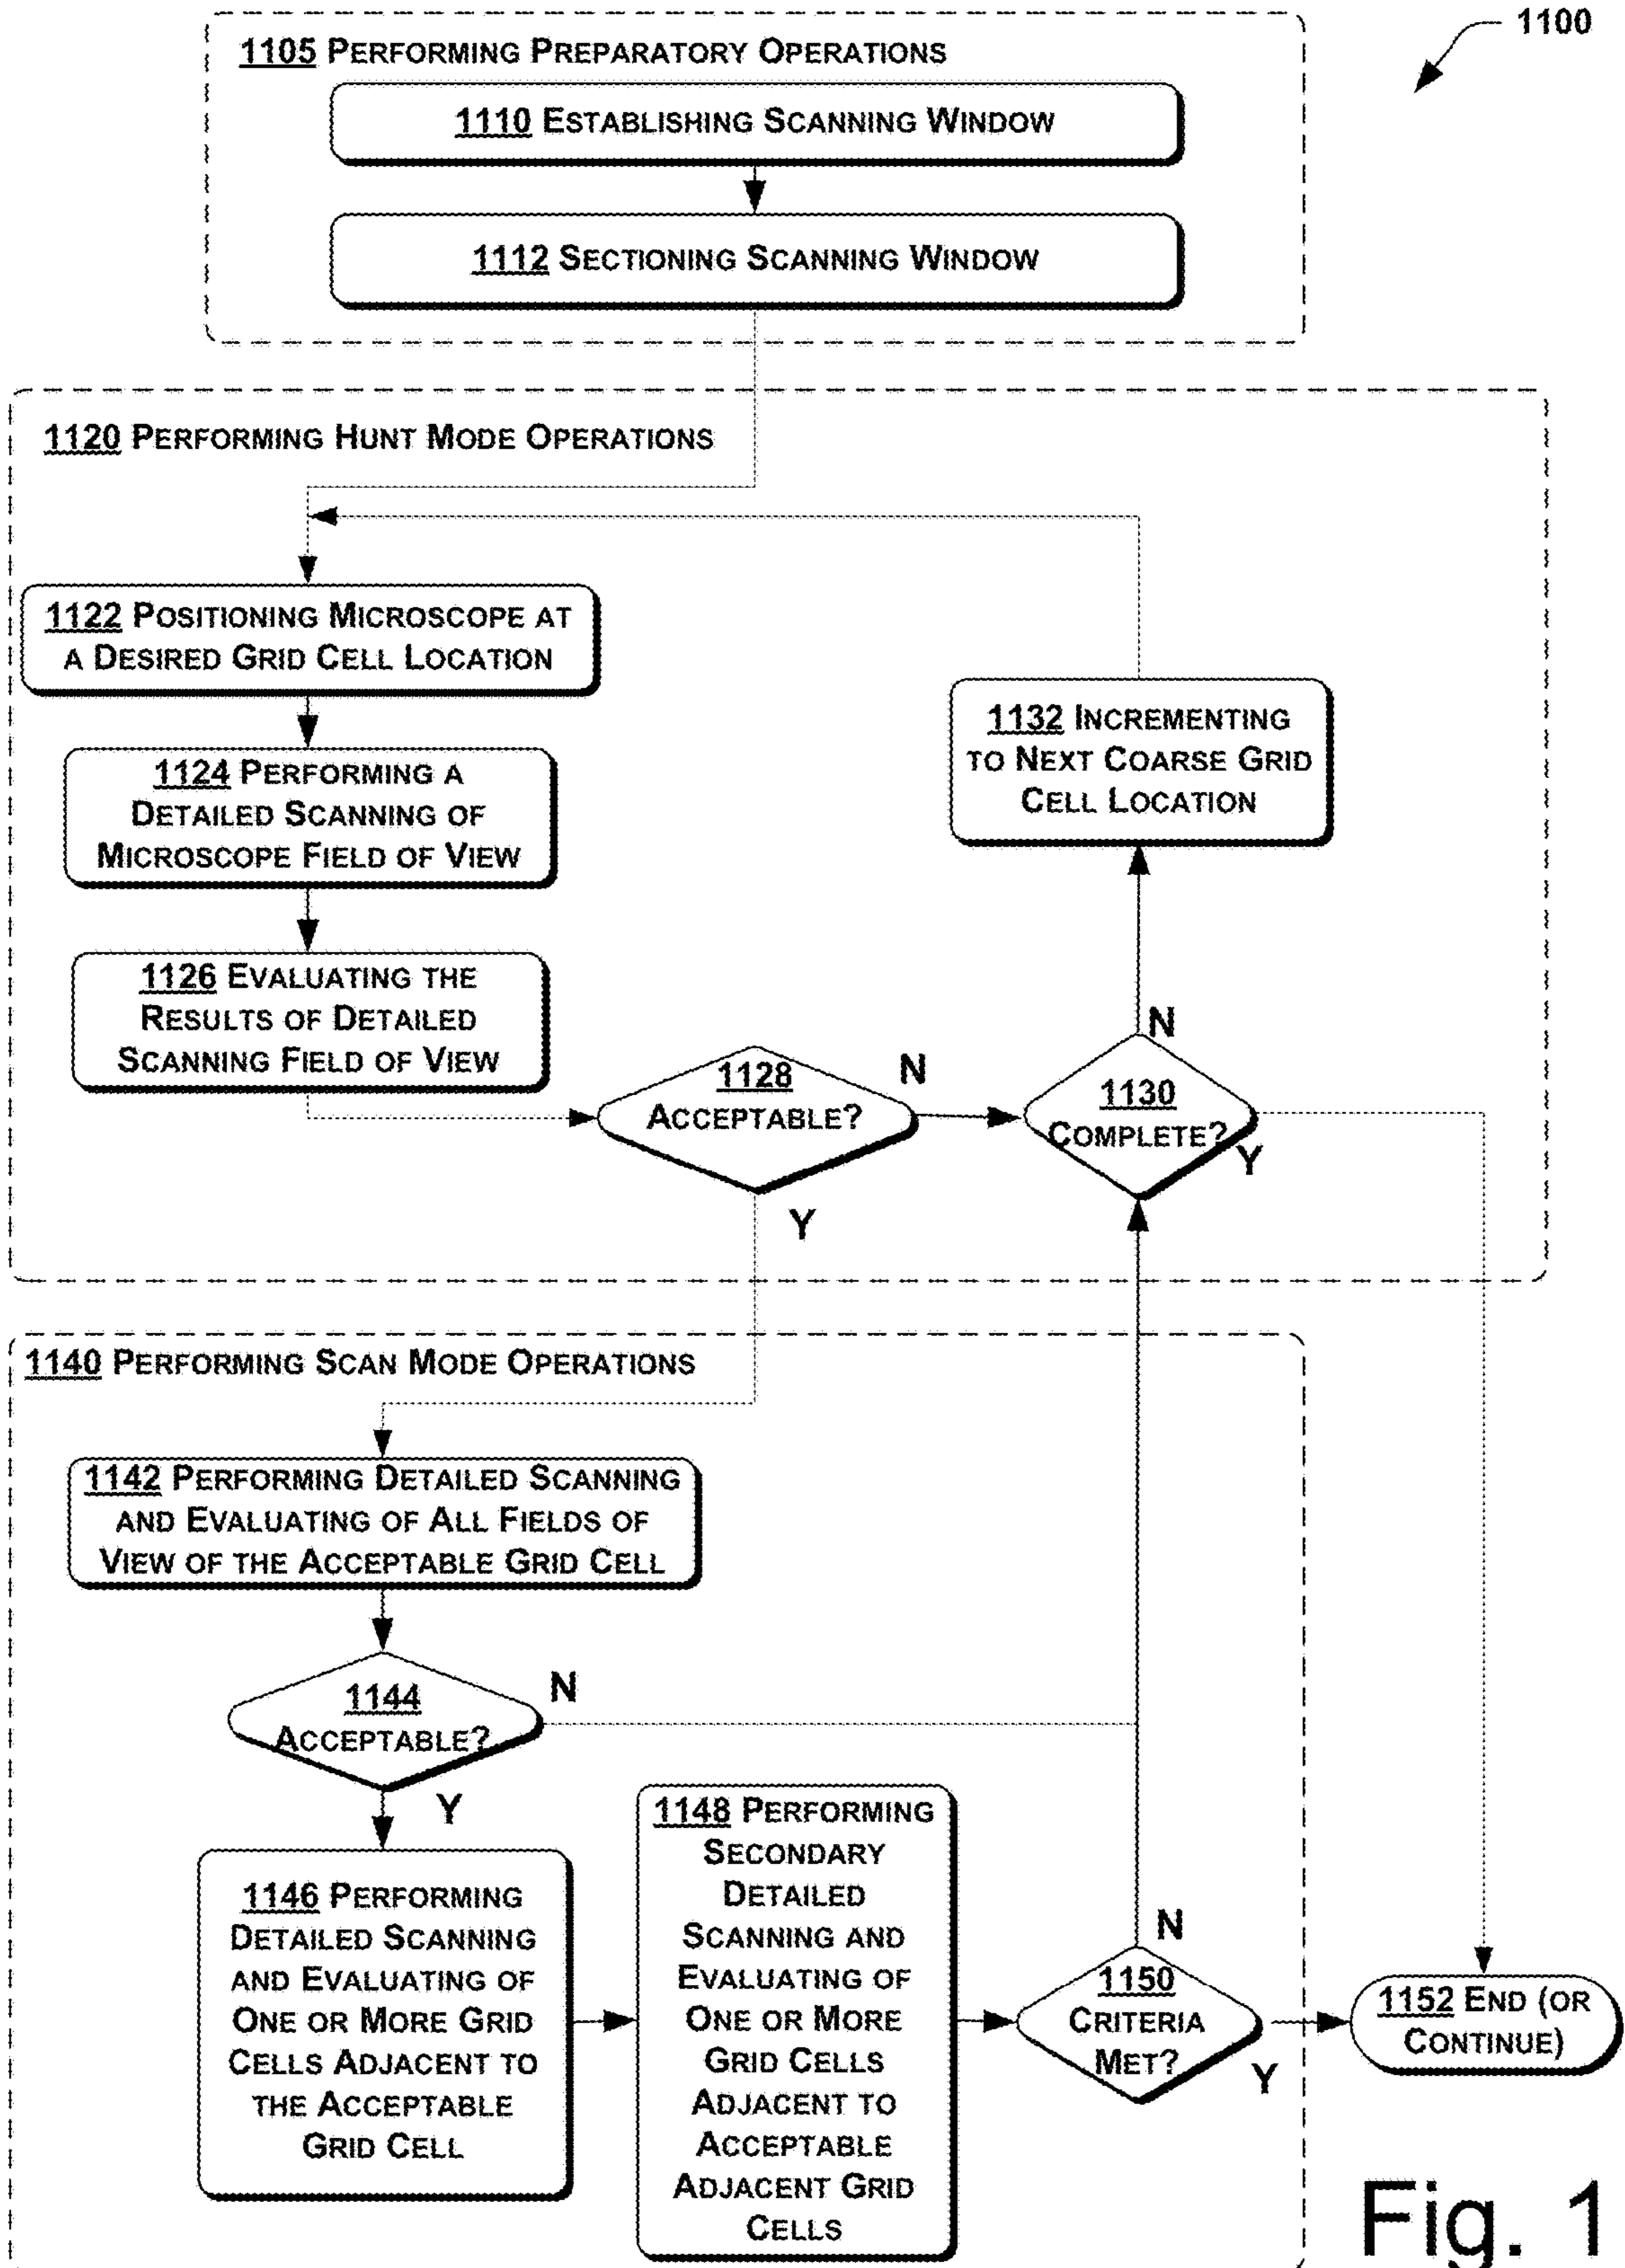 1100
1105 PERFORMING PREPARATORY OPERATIONS
1110 ESTABLISHING SCANNING WINDOW
1112 SECTIONING SCANNING WINDOW
1120 PERFORMING HUNT MODE OPERATIONS
1122 POSITIONING MICROSCOPE AT
A DESIRED GRID CELL LOCATION
1124 PERFORMING A
DETAILED SCANNING OF
MICROSCOPE FIELD OF VIEW
1126 EVALUATING THE
RESULTS OF DETAILED
SCANNING FIELD OF VIEW
1128
ACCEPTABLE?
N
Y
1130
COMPLETE?
N
Y
1132 INCREMENTING
TO NEXT COARSE GRID
CELL LOCATION
1140 PERFORMING SCAN MODE OPERATIONS
1142 PERFORMING DETAILED SCANNING
AND EVALUATING OF ALL FIELDS OF
VIEW OF THE ACCEPTABLE GRID CELL
1144
ACCEPTABLE?
N
Y
1146 PERFORMING
DETAILED SCANNING
AND EVALUATING OF
ONE OR MORE GRID
CELLS ADJACENT TO
THE ACCEPTABLE
GRID CELL
1148 PERFORMING
SECONDARY
DETAILED
SCANNING AND
EVALUATING OF
ONE OR MORE
GRID CELLS
ADJACENT TO
ACCEPTABLE
ADJACENT GRID
CELLS
1150
CRITERIA
MET?
N
Y
1152 END (OR
CONTINUE)
Fig. 1